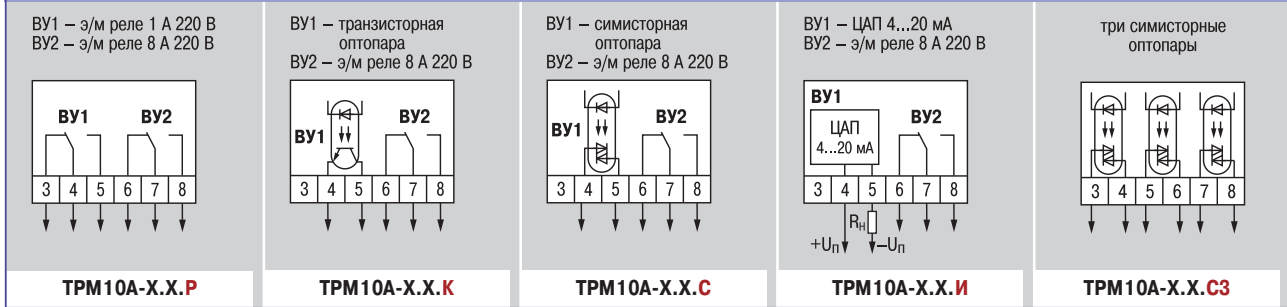 ВУ1 – э/м реле 1 А 220 В
ВУ2 – э/м реле 8 А 220 В
ВУ1
ВУ2
3 4 5 6 7 8
ТРМ10А-Х.Х.Р
ВУ1 – транзисторная
оптопара
ВУ2 – э/м реле 8 А 220 В
ВУ1
ВУ2
3 4 5 6 7 8
ТРМ10А-Х.Х.К
ВУ1 – симисторная
оптопара
ВУ2 – э/м реле 8 А 220 В
ВУ1
ВУ2
3 4 5 6 7 8
ТРМ10А-Х.Х.С
ВУ1 – ЦАП 4...20 мА
ВУ2 – э/м реле 8 А 220 В
ВУ1
ЦАП
4...20 мА
ВУ2
3 4 5 6 7 8
Rн
+Uп –Uп
ТРМ10А-Х.Х.И
три симисторные
оптопары
3 4 5 6 7 8
ТРМ10А-Х.Х.С3